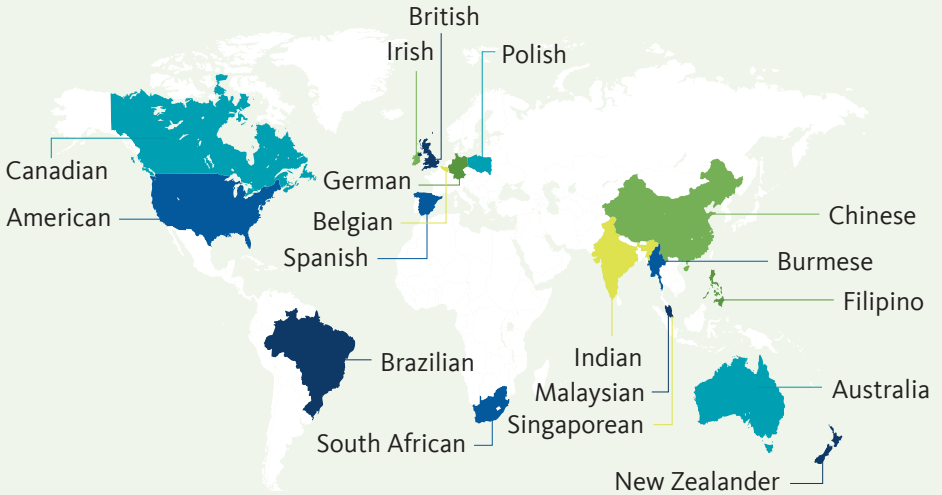 British
Irish
Polish
Canadian
German
American
Belgian
Chinese
Spanish
Burmese
Filipino
Indian
Brazilian
Malaysian
Australia
Singaporean
South African
New Zealander